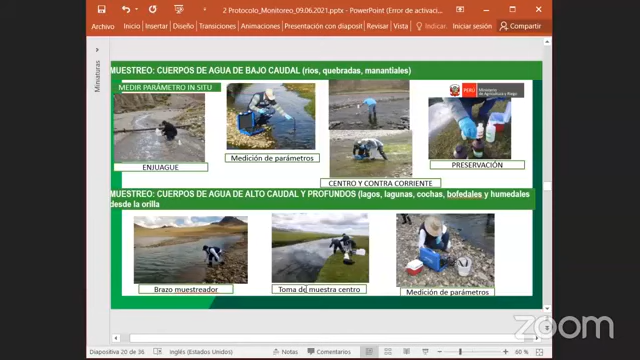 2 Protocolo_Monitoreo_09.06.2021.pptx - PowerPoint (Error de activaci...
Archivo Inicio Insertar Diseño Transiciones Animaciones Presentación con diaposit Revisar Vista Indicar. Iniciar sesión Compartir
Miniaturas
MUESTREO: CUERPOS DE AGUA DE BAJO CAUDAL (rios, quebradas, manantiales)
MEDIR PARÁMETRO IN SITU
PERÚ Ministerio de Agricultura y Riego
ENJUAGUE
Medición de parámetros
CENTRO Y CONTRA CORRIENTE
PRESERVACIÓN
MUESTREO: CUERPOS DE AGUA DE ALTO CAUDAL Y PROFUNDOS (lagos, lagunas, cochas, bofedales y humedales
desde la orilla
Brazo muestreador
Toma de muestra centro
Medición de parámetros
zoom
Diapositiva 20 de 36 Inglés (Estados Unidos) Notas Comentarios 60 %